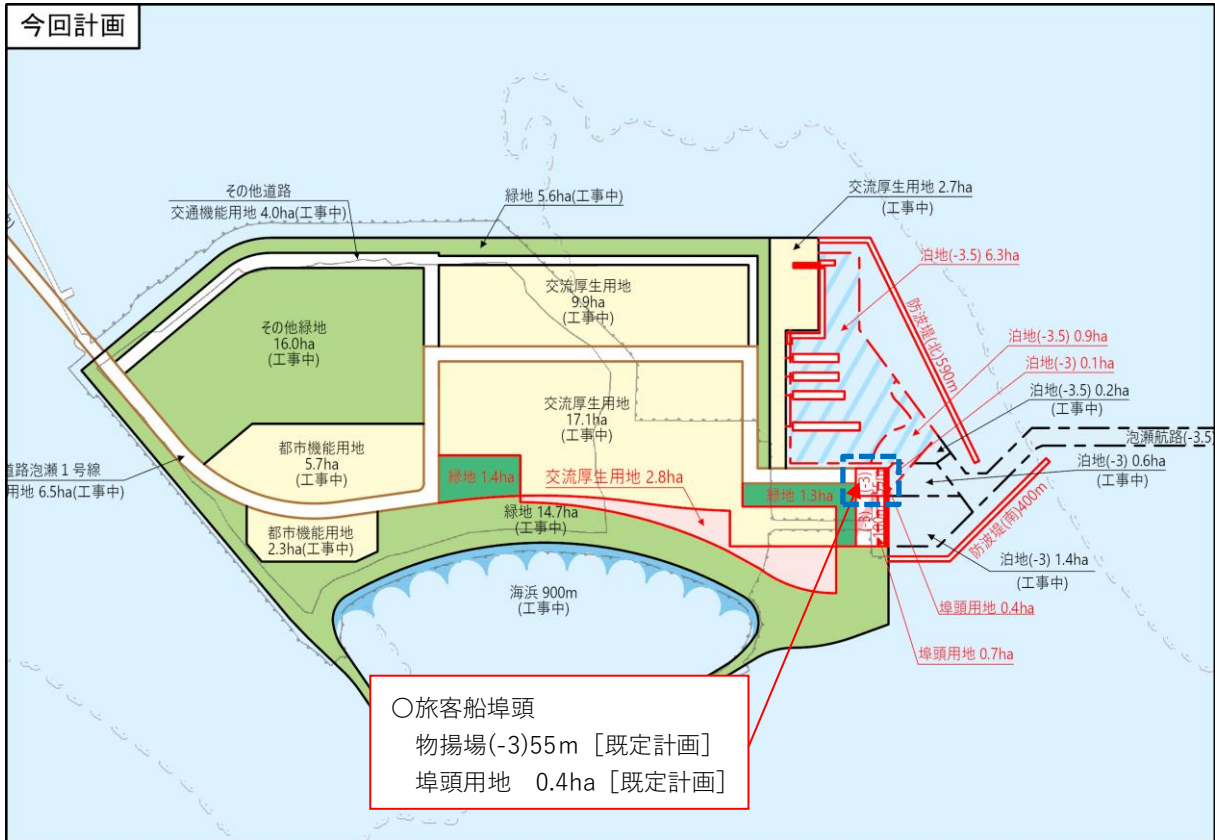 今回計画
その他道路
交通機能用地 4.0ha(工事中)
緑地 5.6ha(工事中)
交流厚生用地 2.7ha
(工事中)
泊地(-3.5) 6.3ha
交流厚生用地
9.9ha
(工事中)
その他緑地
16.0ha
(工事中)
防波堤(北)590m
泊地(-3.5) 0.9ha
泊地(-3) 0.1ha
泊地(-3.5) 0.2ha
(工事中)
交流厚生用地
17.1ha
(工事中)
泡瀬航路(-3.5)
都市機能用地
5.7ha
(工事中)
泊地(-3) 0.6ha
(工事中)
道路泡瀬1号線
用地 6.5ha(工事中)
緑地 1.4ha
交流厚生用地 2.8ha
緑地 1.3ha
(-3)
(-3)
緑地 14.7ha
(工事中)
都市機能用地
2.3ha(工事中)
防波堤(南)400m
泊地(-3) 1.4ha
(工事中)
海浜 900m
(工事中)
埠頭用地 0.4ha
埠頭用地 0.7ha
〇旅客船埠頭
物揚場(-3)55m [既定計画]
埠頭用地 0.4ha [既定計画]